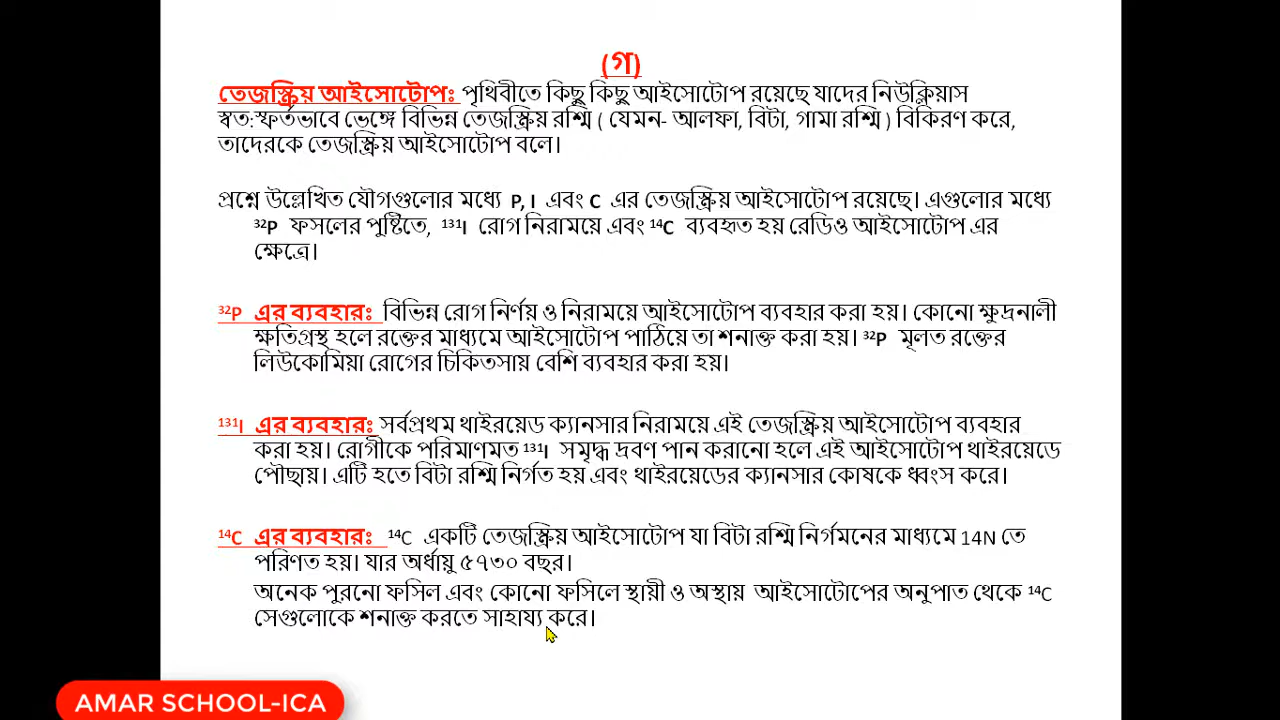 (গ)
তেজস্ক্রিয় আইসোটোপঃ পৃথিবীতে কিছু কিছু আইসোটোপ রয়েছে যাদের নিউক্লিয়াস
স্বত:স্ফর্তভাবে ভেঙ্গে বিভিন্ন তেজস্ক্রিয় রশ্মি ( যেমন- আলফা, বিটা, গামা রশ্মি ) বিকিরণ করে,
তাদেরকে তেজস্ক্রিয় আইসোটোপ বলে।
প্রশ্নে উল্লেখিত যৌগগুলোর মধ্যে P, I এবং C এর তেজস্ক্রিয় আইসোটোপ রয়েছে। এগুলোর মধ্যে
³²P ফসলের পুষ্টিতে, ¹³¹I রোগ নিরাময়ে এবং ¹⁴C ব্যবহৃত হয় রেডিও আইসোটোপ এর
ক্ষেত্রে।
³²P এর ব্যবহারঃ বিভিন্ন রোগ নির্ণয় ও নিরাময়ে আইসোটোপ ব্যবহার করা হয়। কোনো ক্ষুদ্রনালী
ক্ষতিগ্রস্থ হলে রক্তের মাধ্যমে আইসোটোপ পাঠিয়ে তা শনাক্ত করা হয়। ³²P মূলত রক্তের
লিউকোমিয়া রোগের চিকিতসায় বেশি ব্যবহার করা হয়।
¹³¹I এর ব্যবহারঃ সর্বপ্রথম থাইরয়েড ক্যানসার নিরাময়ে এই তেজস্ক্রিয় আইসোটোপ ব্যবহার
করা হয়। রোগীকে পরিমাণমত ¹³¹I সমৃদ্ধ দ্রবণ পান করানো হলে এই আইসোটোপ থাইরয়েডে
পৌছায়। এটি হতে বিটা রশ্মি নির্গত হয় এবং থাইরয়েডের ক্যানসার কোষকে ধ্বংস করে।
¹⁴C এর ব্যবহারঃ ¹⁴C একটি তেজস্ক্রিয় আইসোটোপ যা বিটা রশ্মি নির্গমনের মাধ্যমে 14N তে
পরিণত হয়। যার অর্ধায়ু ৫৭৩০ বছর।
অনেক পুরনো ফসিল এবং কোনো ফসিলে স্থায়ী ও অস্থায় আইসোটোপের অনুপাত থেকে ¹⁴C
সেগুলোকে শনাক্ত করতে সাহায্য করে।
AMAR SCHOOL-ICA